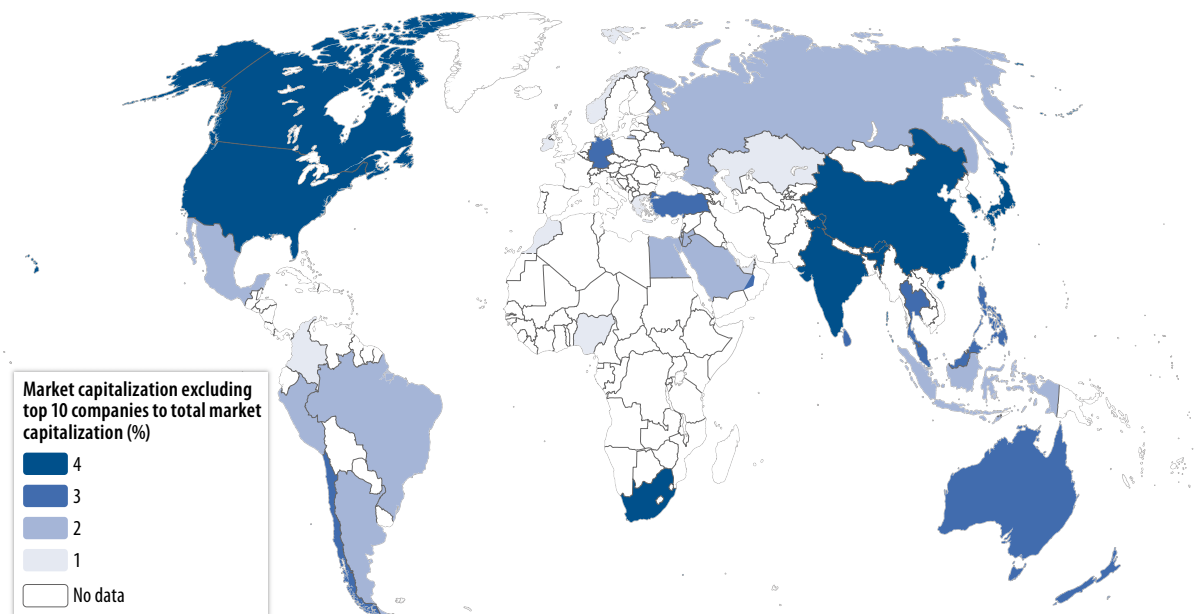 Market capitalization excluding
top 10 companies to total market
capitalization (%)
4
3
2
1
No data